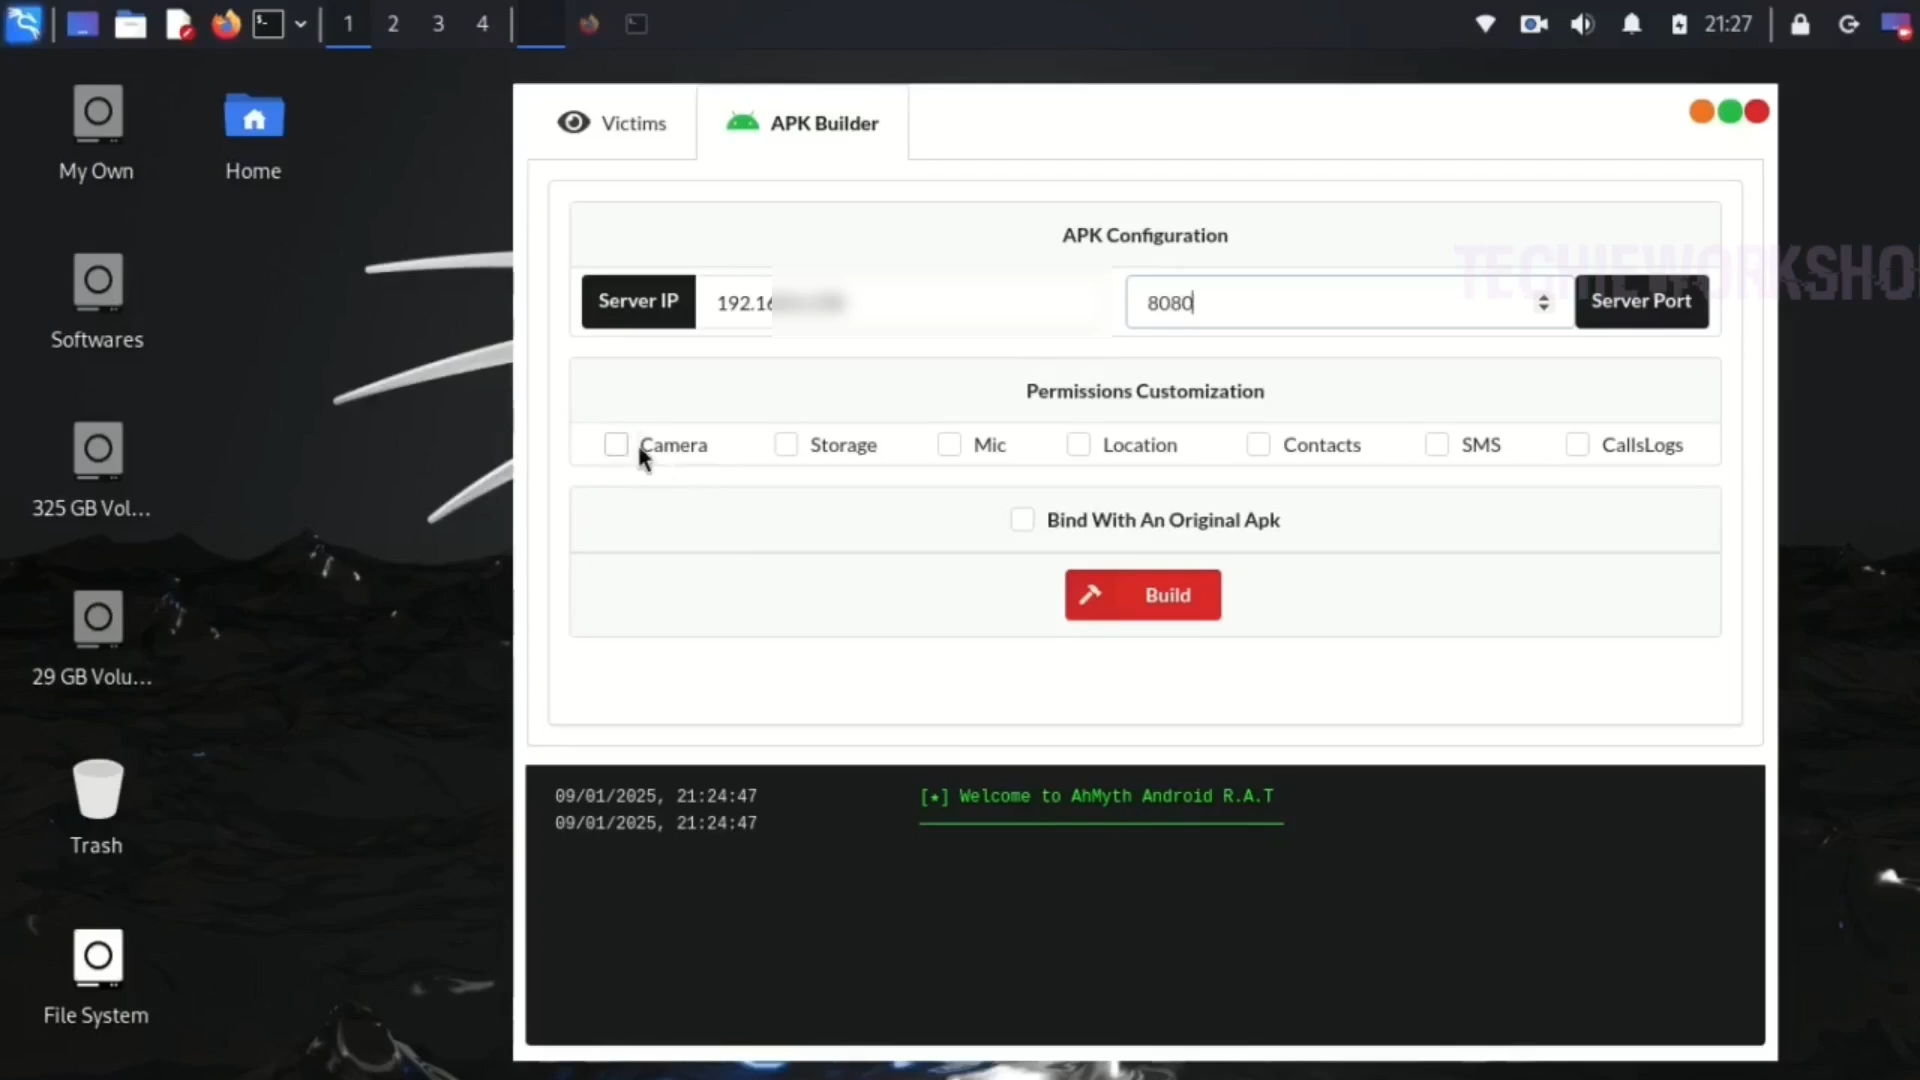 1 2 3 4 21:27
My Own
Home
Softwares
325 GB Vol...
29 GB Volu...
Trash
File System
Victims
APK Builder
APK Configuration
TECHIEWORKSHO
Server IP 192.16
8080 Server Port
Permissions Customization
Camera Storage Mic Location Contacts SMS CallsLogs
Bind With An Original Apk
Build
09/01/2025, 21:24:47 [★] Welcome to AhMyth Android R.A.T
09/01/2025, 21:24:47